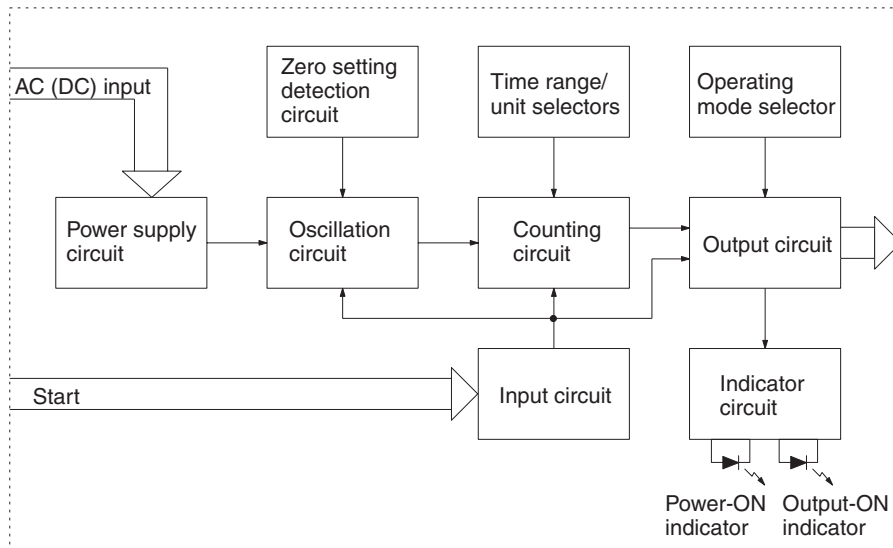 AC (DC) input
Zero setting
detection
circuit
Time range/
unit selectors
Operating
mode selector
Power supply
circuit
Oscillation
circuit
Counting
circuit
Output circuit
Start
Input circuit
Indicator
circuit
Power-ON
indicator
Output-ON
indicator